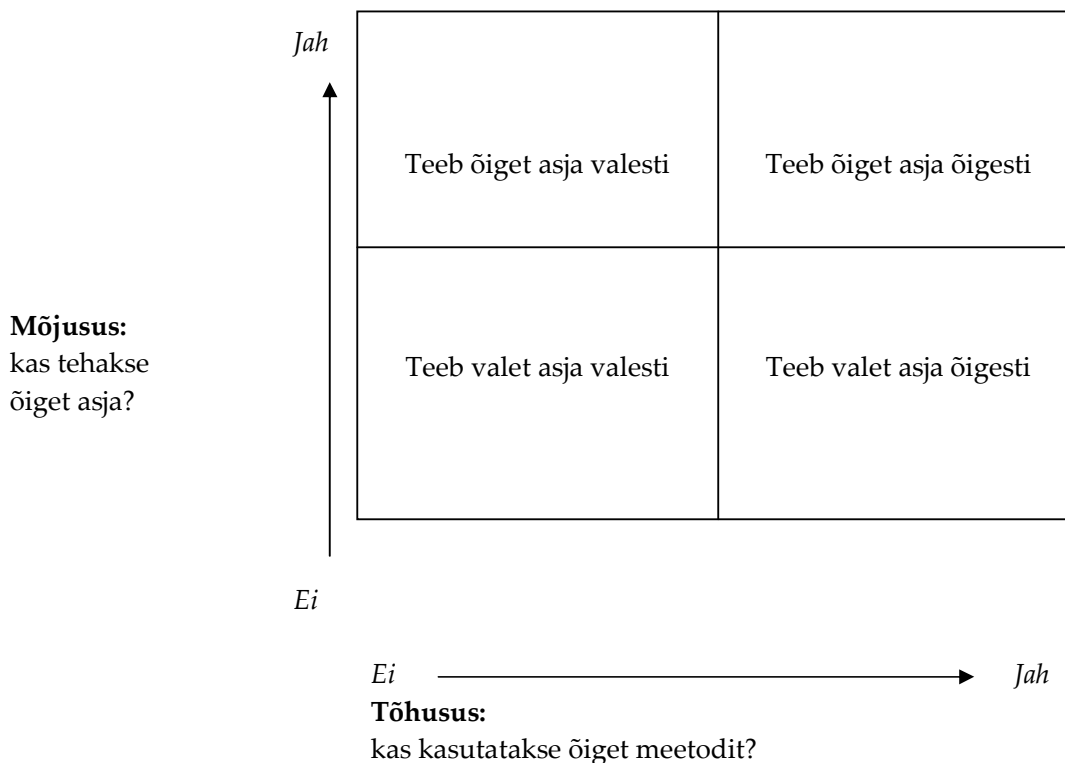 Jah
Teeb õiget asja valesti
Teeb õiget asja õigesti
Mõjusus:
kas tehakse
õiget asja?
Teeb valet asja valesti
Teeb valet asja õigesti
Ei
Ei
Jah
Tõhusus:
kas kasutatakse õiget meetodit?